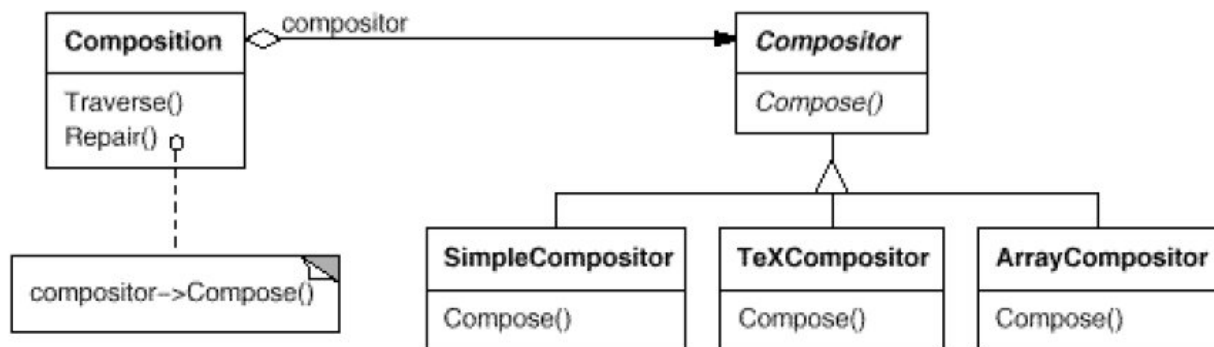 Composition
compositor
Compositor
Traverse()
Repair()
Compose()
compositor->Compose()
SimpleCompositor
TeXCompositor
ArrayCompositor
Compose()
Compose()
Compose()